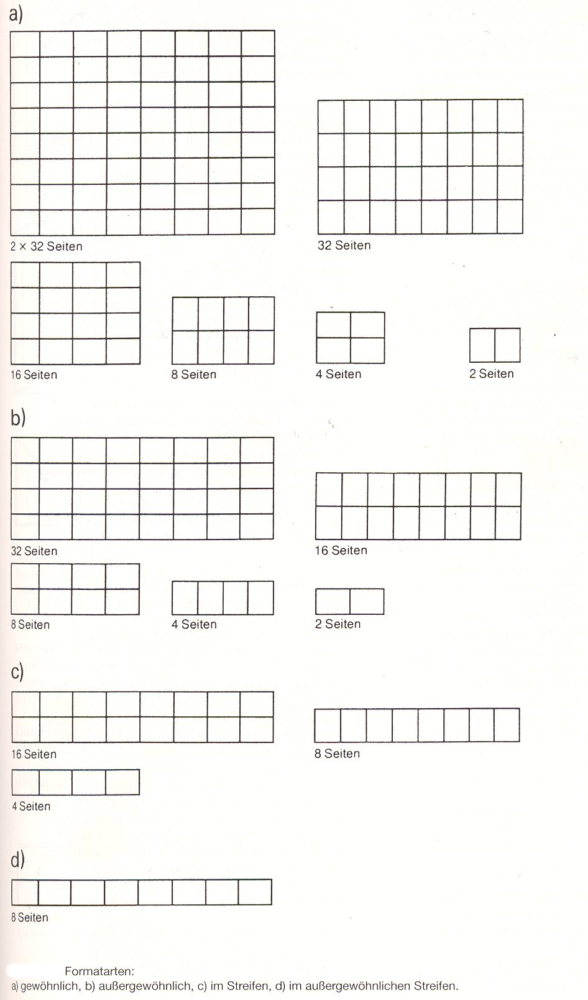 a)
2 × 32 Seiten
32 Seiten
16 Seiten
8 Seiten
4 Seiten
2 Seiten
b)
32 Seiten
16 Seiten
8 Seiten
4 Seiten
2 Seiten
c)
16 Seiten
8 Seiten
4 Seiten
d)
8 Seiten
Formatarten:
a) gewöhnlich, b) außergewöhnlich, c) im Streifen, d) im außergewöhnlichen Streifen.